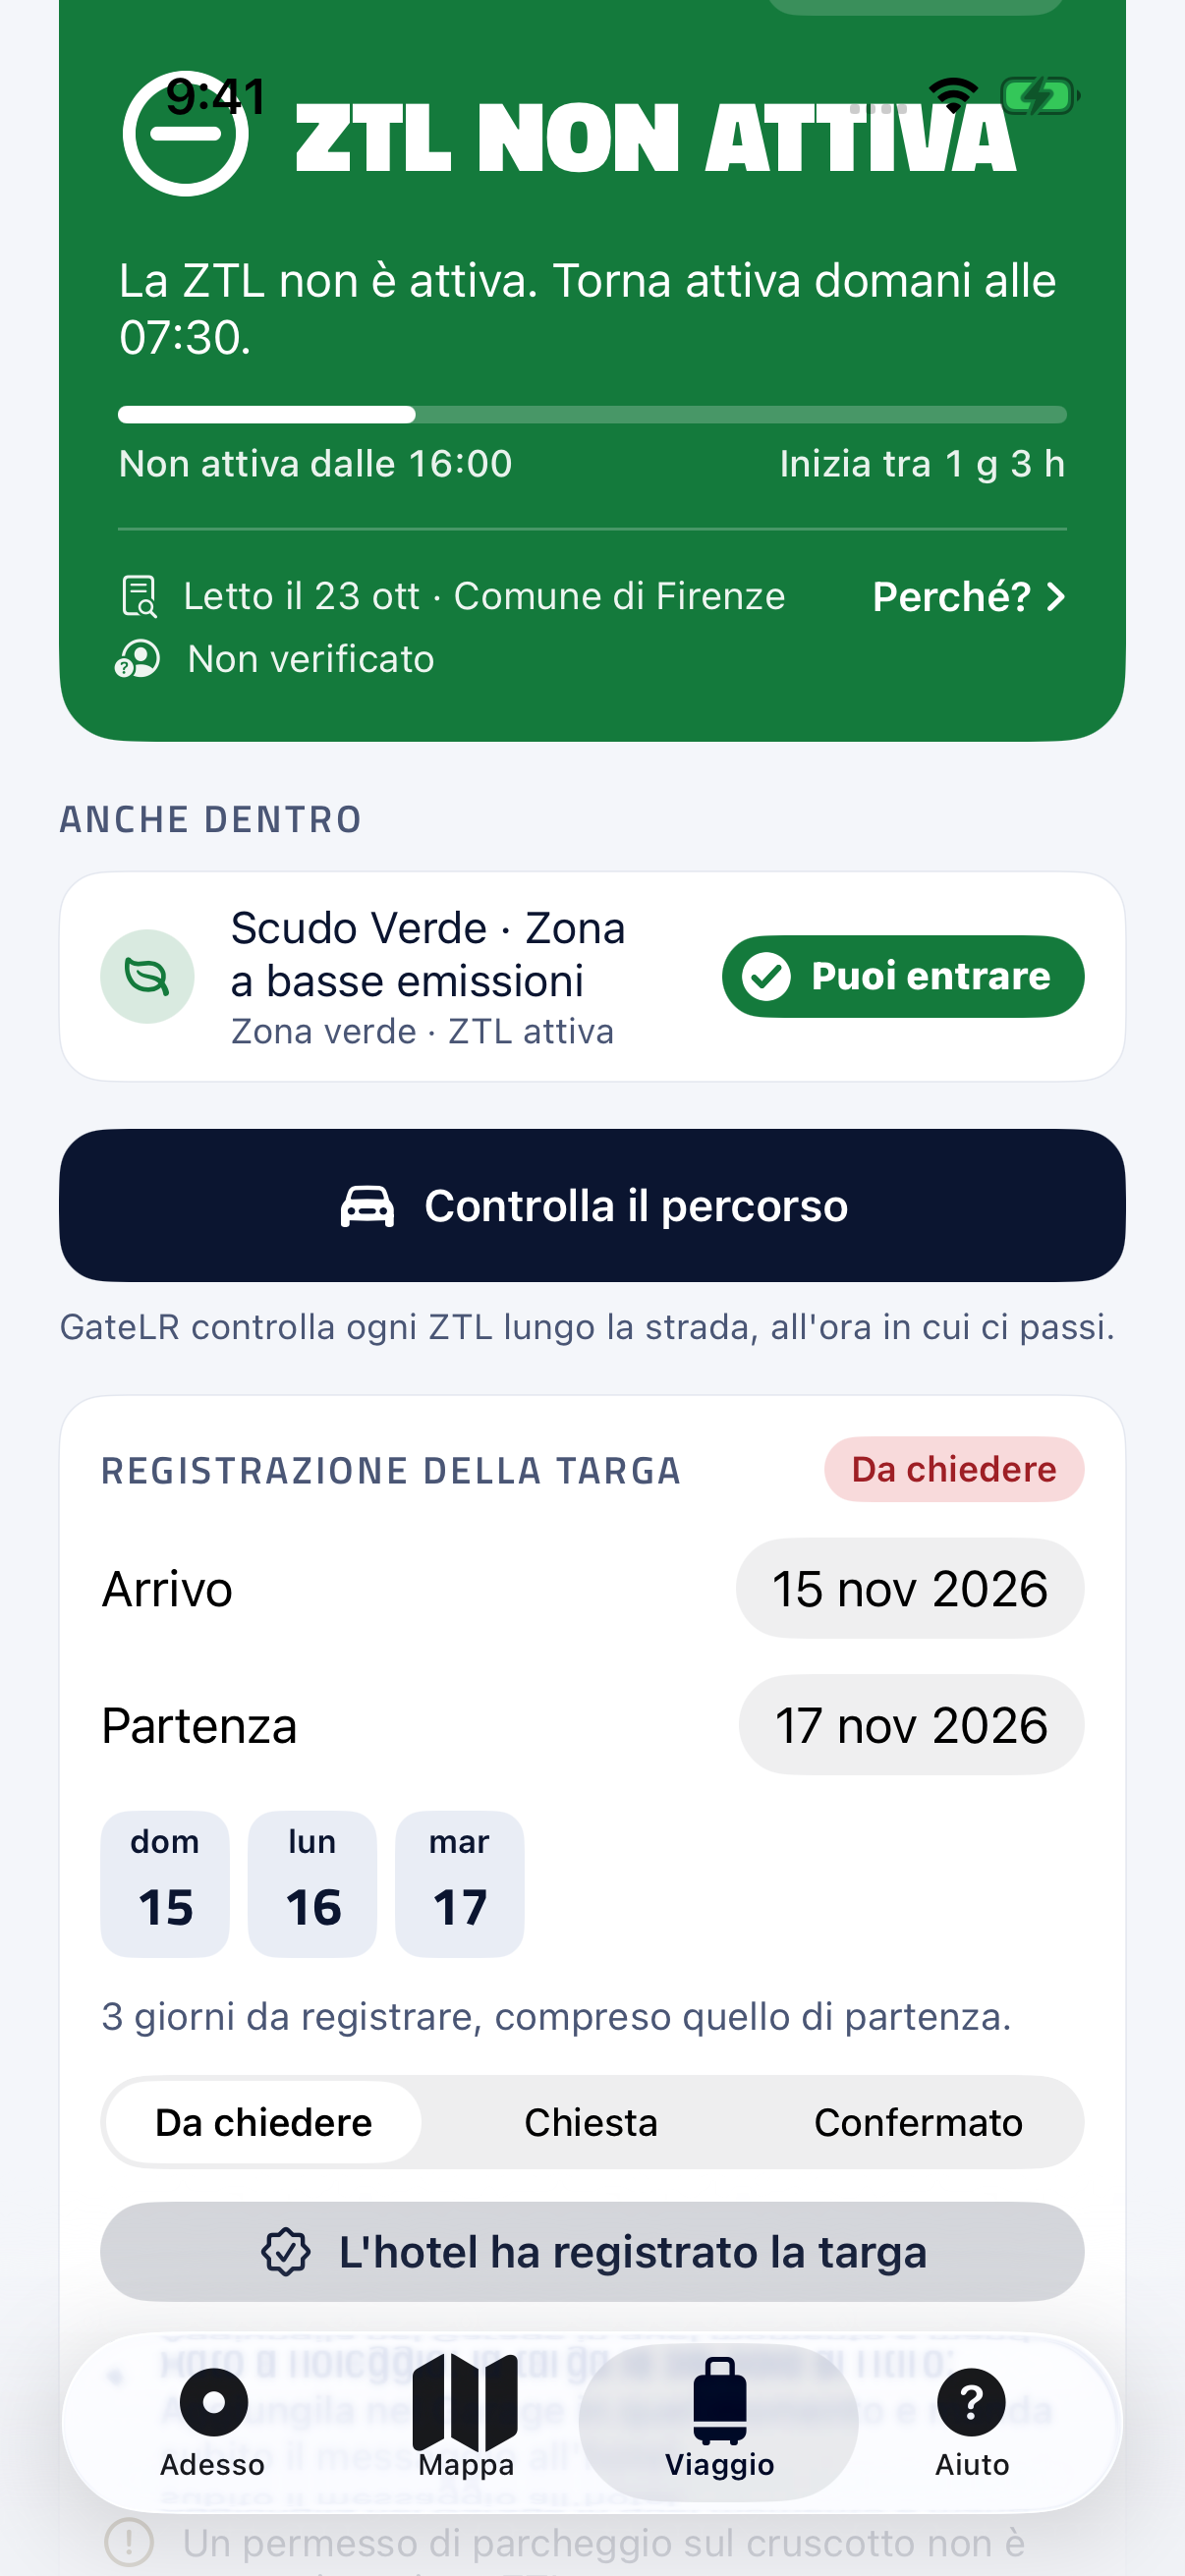 9:41
ZTL NON ATTIVA
La ZTL non è attiva. Torna attiva domani alle
07:30.
Non attiva dalle 16:00
Inizia tra 1 g 3 h
Letto il 23 ott · Comune di Firenze
Perché?
Non verificato
ANCHE DENTRO
Scudo Verde · Zona
a basse emissioni
Zona verde · ZTL attiva
Puoi entrare
Controlla il percorso
GateLR controlla ogni ZTL lungo la strada, all'ora in cui ci passi.
REGISTRAZIONE DELLA TARGA
Da chiedere
Arrivo
15 nov 2026
Partenza
17 nov 2026
dom
15
lun
16
mar
17
3 giorni da registrare, compreso quello di partenza.
Da chiedere
Chiesta
Confermato
L'hotel ha registrato la targa
Adesso
Mappa
Viaggio
Aiuto
Un permesso di parcheggio sul cruscotto non è